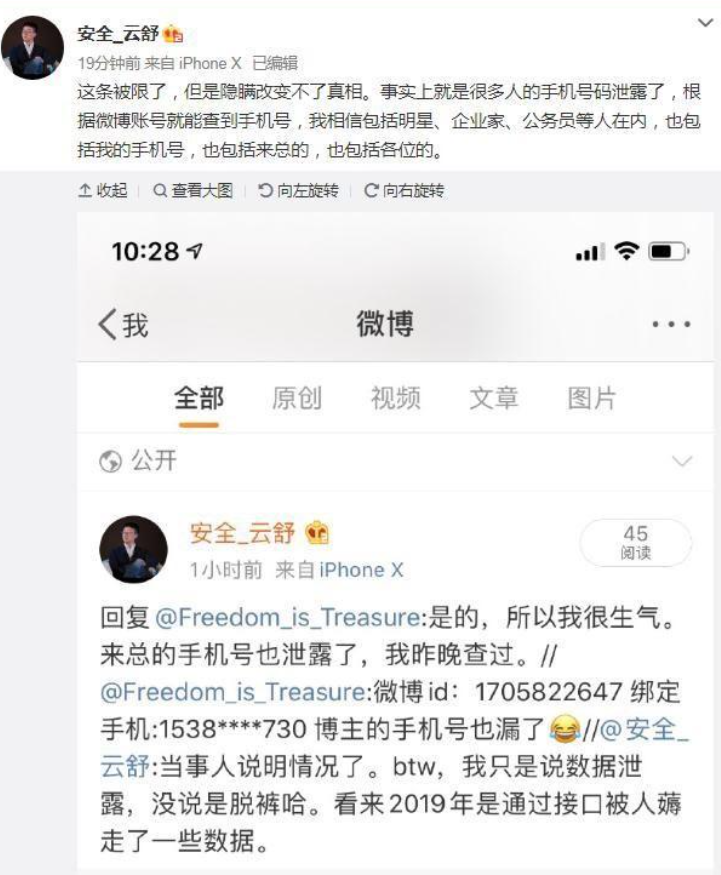 安全_云舒
19分钟前 来自 iPhone X 已编辑
这条被限了，但是隐瞒改变不了真相。事实上就是很多人的手机号码泄露了，根
据微博账号就能查到手机号，我相信包括明星、企业家、公务员等人在内，也包
括我的手机号，也包括来总的，也包括各位的。
收起 查看大图 向左旋转 向右旋转
10:28
我 微博
全部 原创 视频 文章 图片
公开
安全_云舒 45
1小时前 来自 iPhone X 阅读
回复 @Freedom_is_Treasure:是的，所以我很生气。
来总的手机号也泄露了，我昨晚查过。//
@Freedom_is_Treasure:微博id：1705822647 绑定
手机:1538****730 博主的手机号也漏了😂//@安全_
云舒:当事人说明情况了。btw，我只是说数据泄
露，没说是脱裤哈。看来2019年是通过接口被人薅
走了一些数据。